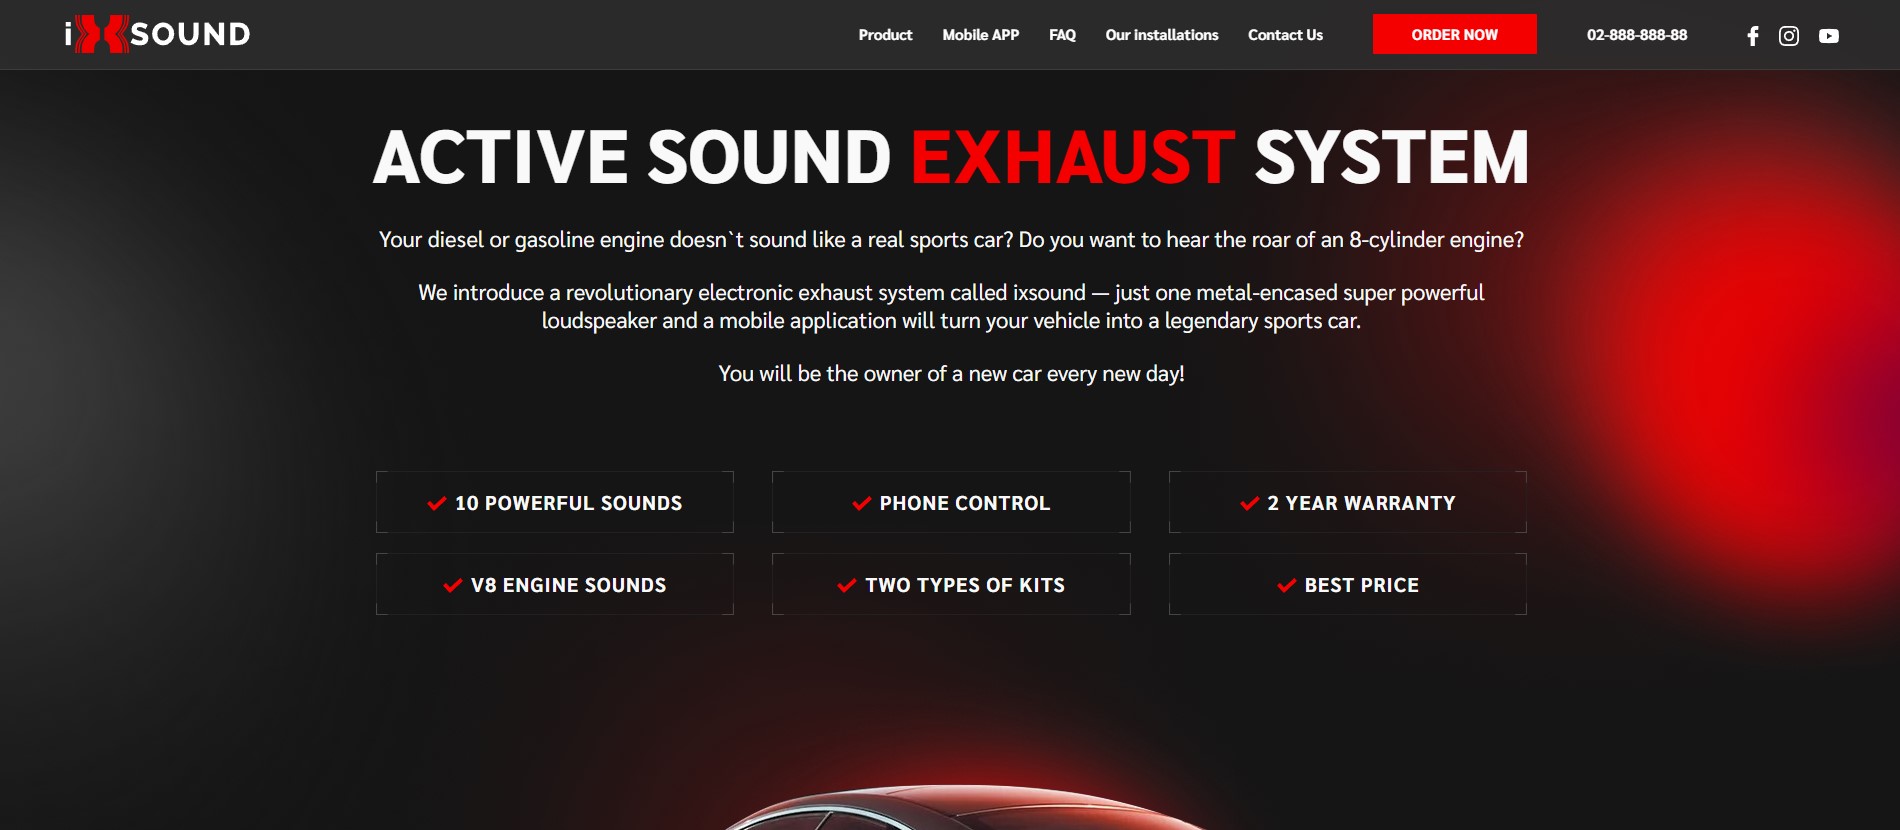 iXSOUND
Product Mobile APP FAQ Our installations Contact Us ORDER NOW 02-888-888-88
ACTIVE SOUND EXHAUST SYSTEM
Your diesel or gasoline engine doesn`t sound like a real sports car? Do you want to hear the roar of an 8-cylinder engine?
We introduce a revolutionary electronic exhaust system called ixsound — just one metal-encased super powerful
loudspeaker and a mobile application will turn your vehicle into a legendary sports car.
You will be the owner of a new car every new day!
10 POWERFUL SOUNDS PHONE CONTROL 2 YEAR WARRANTY
V8 ENGINE SOUNDS TWO TYPES OF KITS BEST PRICE